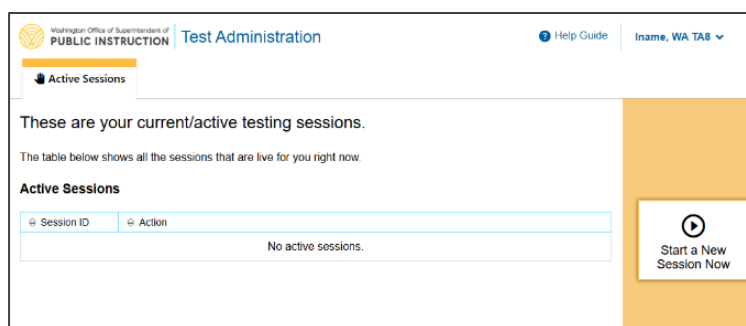 Washington Office of Superintendent of
PUBLIC INSTRUCTION
Test Administration
Help Guide
lname, WA TA8
Active Sessions
These are your current/active testing sessions.
The table below shows all the sessions that are live for you right now.
Active Sessions
Session ID
Action
No active sessions.
Start a New
Session Now